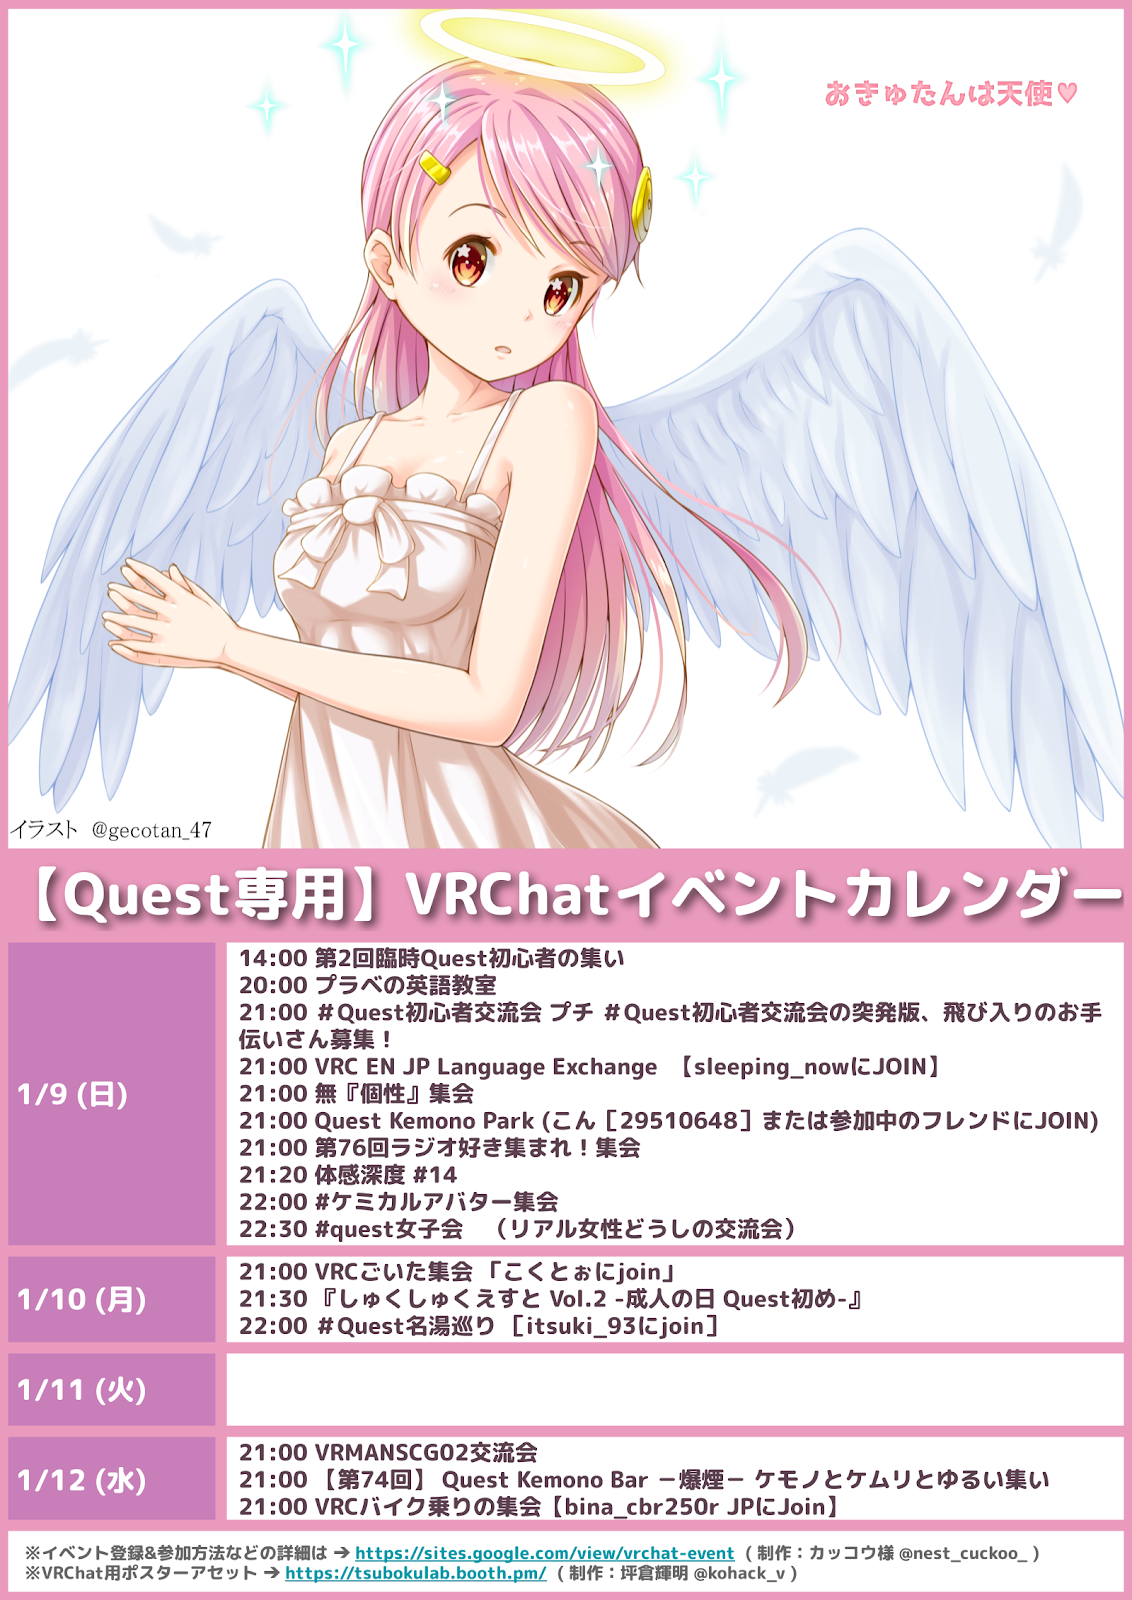 おきゅたんは天使♥
イラスト @gecotan_47
【Quest専用】VRChatイベントカレンダー
1/9 (日)
14:00 第2回臨時Quest初心者の集い
20:00 プラベの英語教室
21:00 ＃Quest初心者交流会 プチ ＃Quest初心者交流会の突発版、飛び入りのお手
伝いさん募集！
21:00 VRC EN JP Language Exchange 【sleeping_nowにJOIN】
21:00 無『個性』集会
21:00 Quest Kemono Park (こん［29510648］または参加中のフレンドにJOIN)
21:00 第76回ラジオ好き集まれ！集会
21:20 体感深度 #14
22:00 #ケミカルアバター集会
22:30 #quest女子会　（リアル女性どうしの交流会）
1/10 (月)
21:00 VRCごいた集会 「こくとぉにjoin」
21:30 『しゅくしゅくえすと Vol.2 -成人の日 Quest初め-』
22:00 ＃Quest名湯巡り ［itsuki_93にjoin］
1/11 (火)
1/12 (水)
21:00 VRMANSCG02交流会
21:00 【第74回】 Quest Kemono Bar －爆煙－ ケモノとケムリとゆるい集い
21:00 VRCバイク乗りの集会【bina_cbr250r JPにJoin】
※イベント登録&参加方法などの詳細は → https://sites.google.com/view/vrchat-event ( 制作：カッコウ様 @nest_cuckoo_ )
※VRChat用ポスターアセット → https://tsubokulab.booth.pm/ ( 制作：坪倉輝明 @kohack_v )